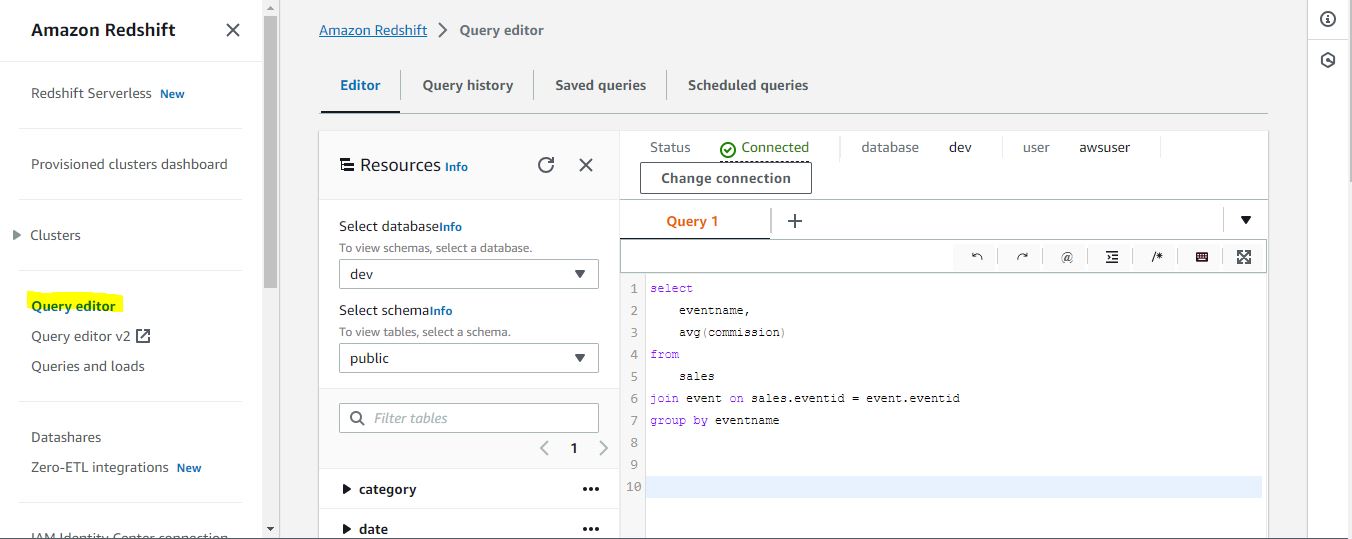 Amazon Redshift
Redshift Serverless New
Provisioned clusters dashboard
Clusters
Query editor
Query editor v2
Queries and loads
Datashares
Zero-ETL integrations New
IAM Identity Center connection
Amazon Redshift > Query editor
Editor
Query history
Saved queries
Scheduled queries
Resources Info
Select databaseInfo
To view schemas, select a database.
dev
Select schemaInfo
To view tables, select a schema.
public
Filter tables
1
category
date
Status Connected database dev user awsuser
Change connection
Query 1 +
@ /*
1 select
2 eventname,
3 avg(commission)
4 from
5 sales
6 join event on sales.eventid = event.eventid
7 group by eventname
8
9
10